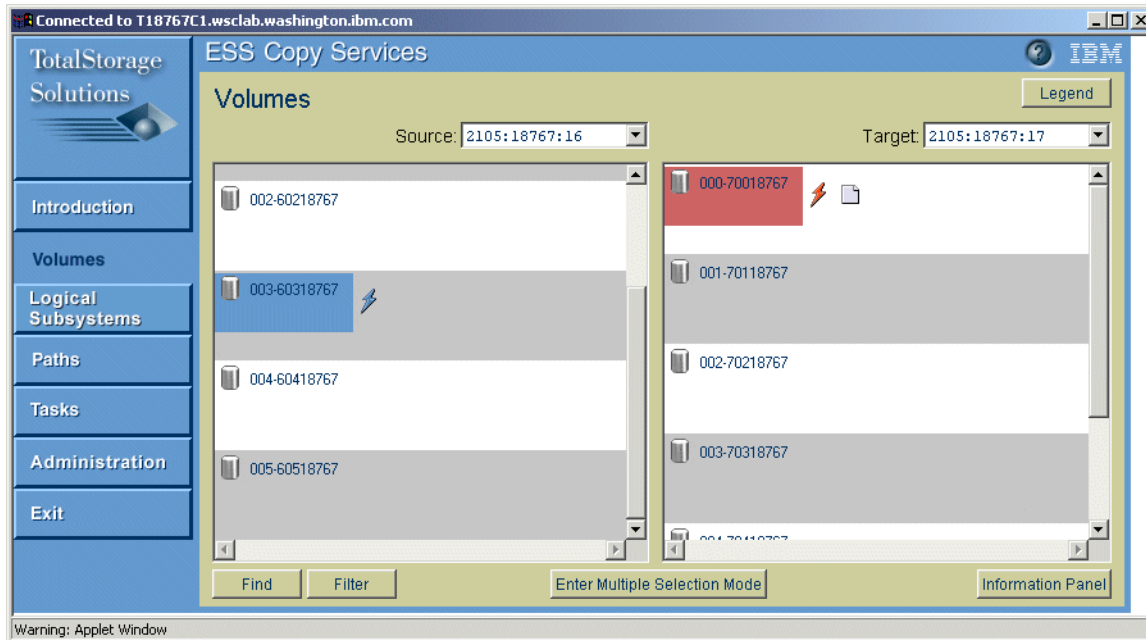 Connected to T18767C1.wsclab.washington.ibm.com
TotalStorage
Solutions
ESS Copy Services
? IBM
Volumes
Legend
Source: 2105:18767:16
Target: 2105:18767:17
Introduction
Volumes
Logical
Subsystems
Paths
Tasks
Administration
Exit
002-60218767
003-60318767
004-60418767
005-60518767
000-70018767
001-70118767
002-70218767
003-70318767
Find
Filter
Enter Multiple Selection Mode
Information Panel
Warning: Applet Window